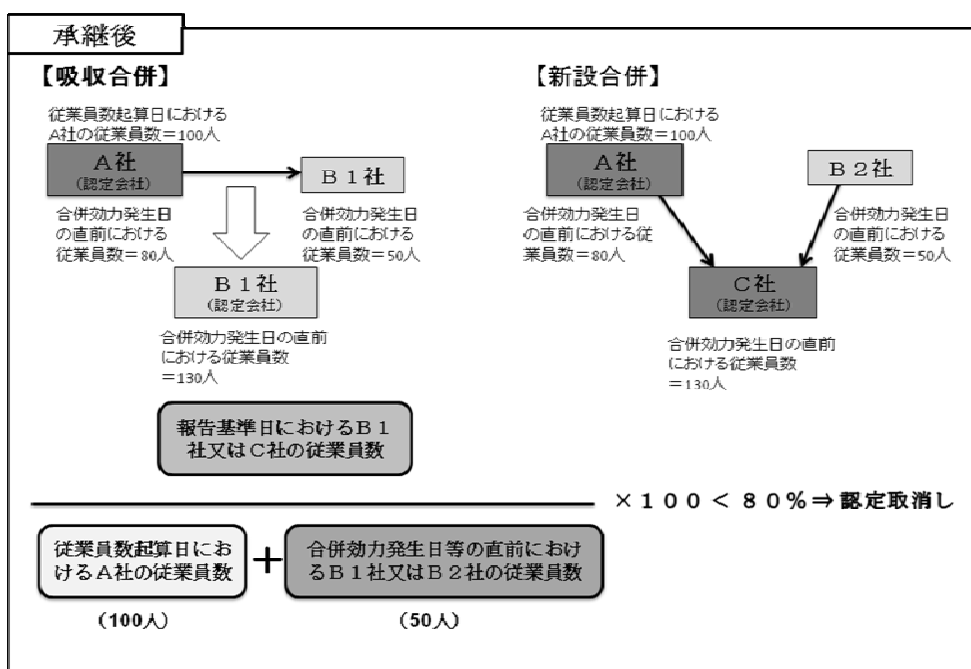 承継後
【吸収合併】
従業員数起算日における
A社の従業員数＝100人
A社
(認定会社)
B1社
合併効力発生日
の直前における
従業員数＝80人
合併効力発生日
の直前における
従業員数＝50人
B1社
(認定会社)
合併効力発生日の直前
における従業員数
＝130人
【新設合併】
従業員数起算日における
A社の従業員数＝100人
A社
(認定会社)
B2社
合併効力発生日
の直前における従
業員数＝80人
合併効力発生日
の直前における
従業員数＝50人
C社
(認定会社)
合併効力発生日の直前
における従業員数
＝130人
報告基準日におけるB1
社又はC社の従業員数
×100＜80%⇒認定取消し
従業員数起算日にお
けるA社の従業員数
+
合併効力発生日等の直前におけ
るB1社又はB2社の従業員数
(100人)
(50人)